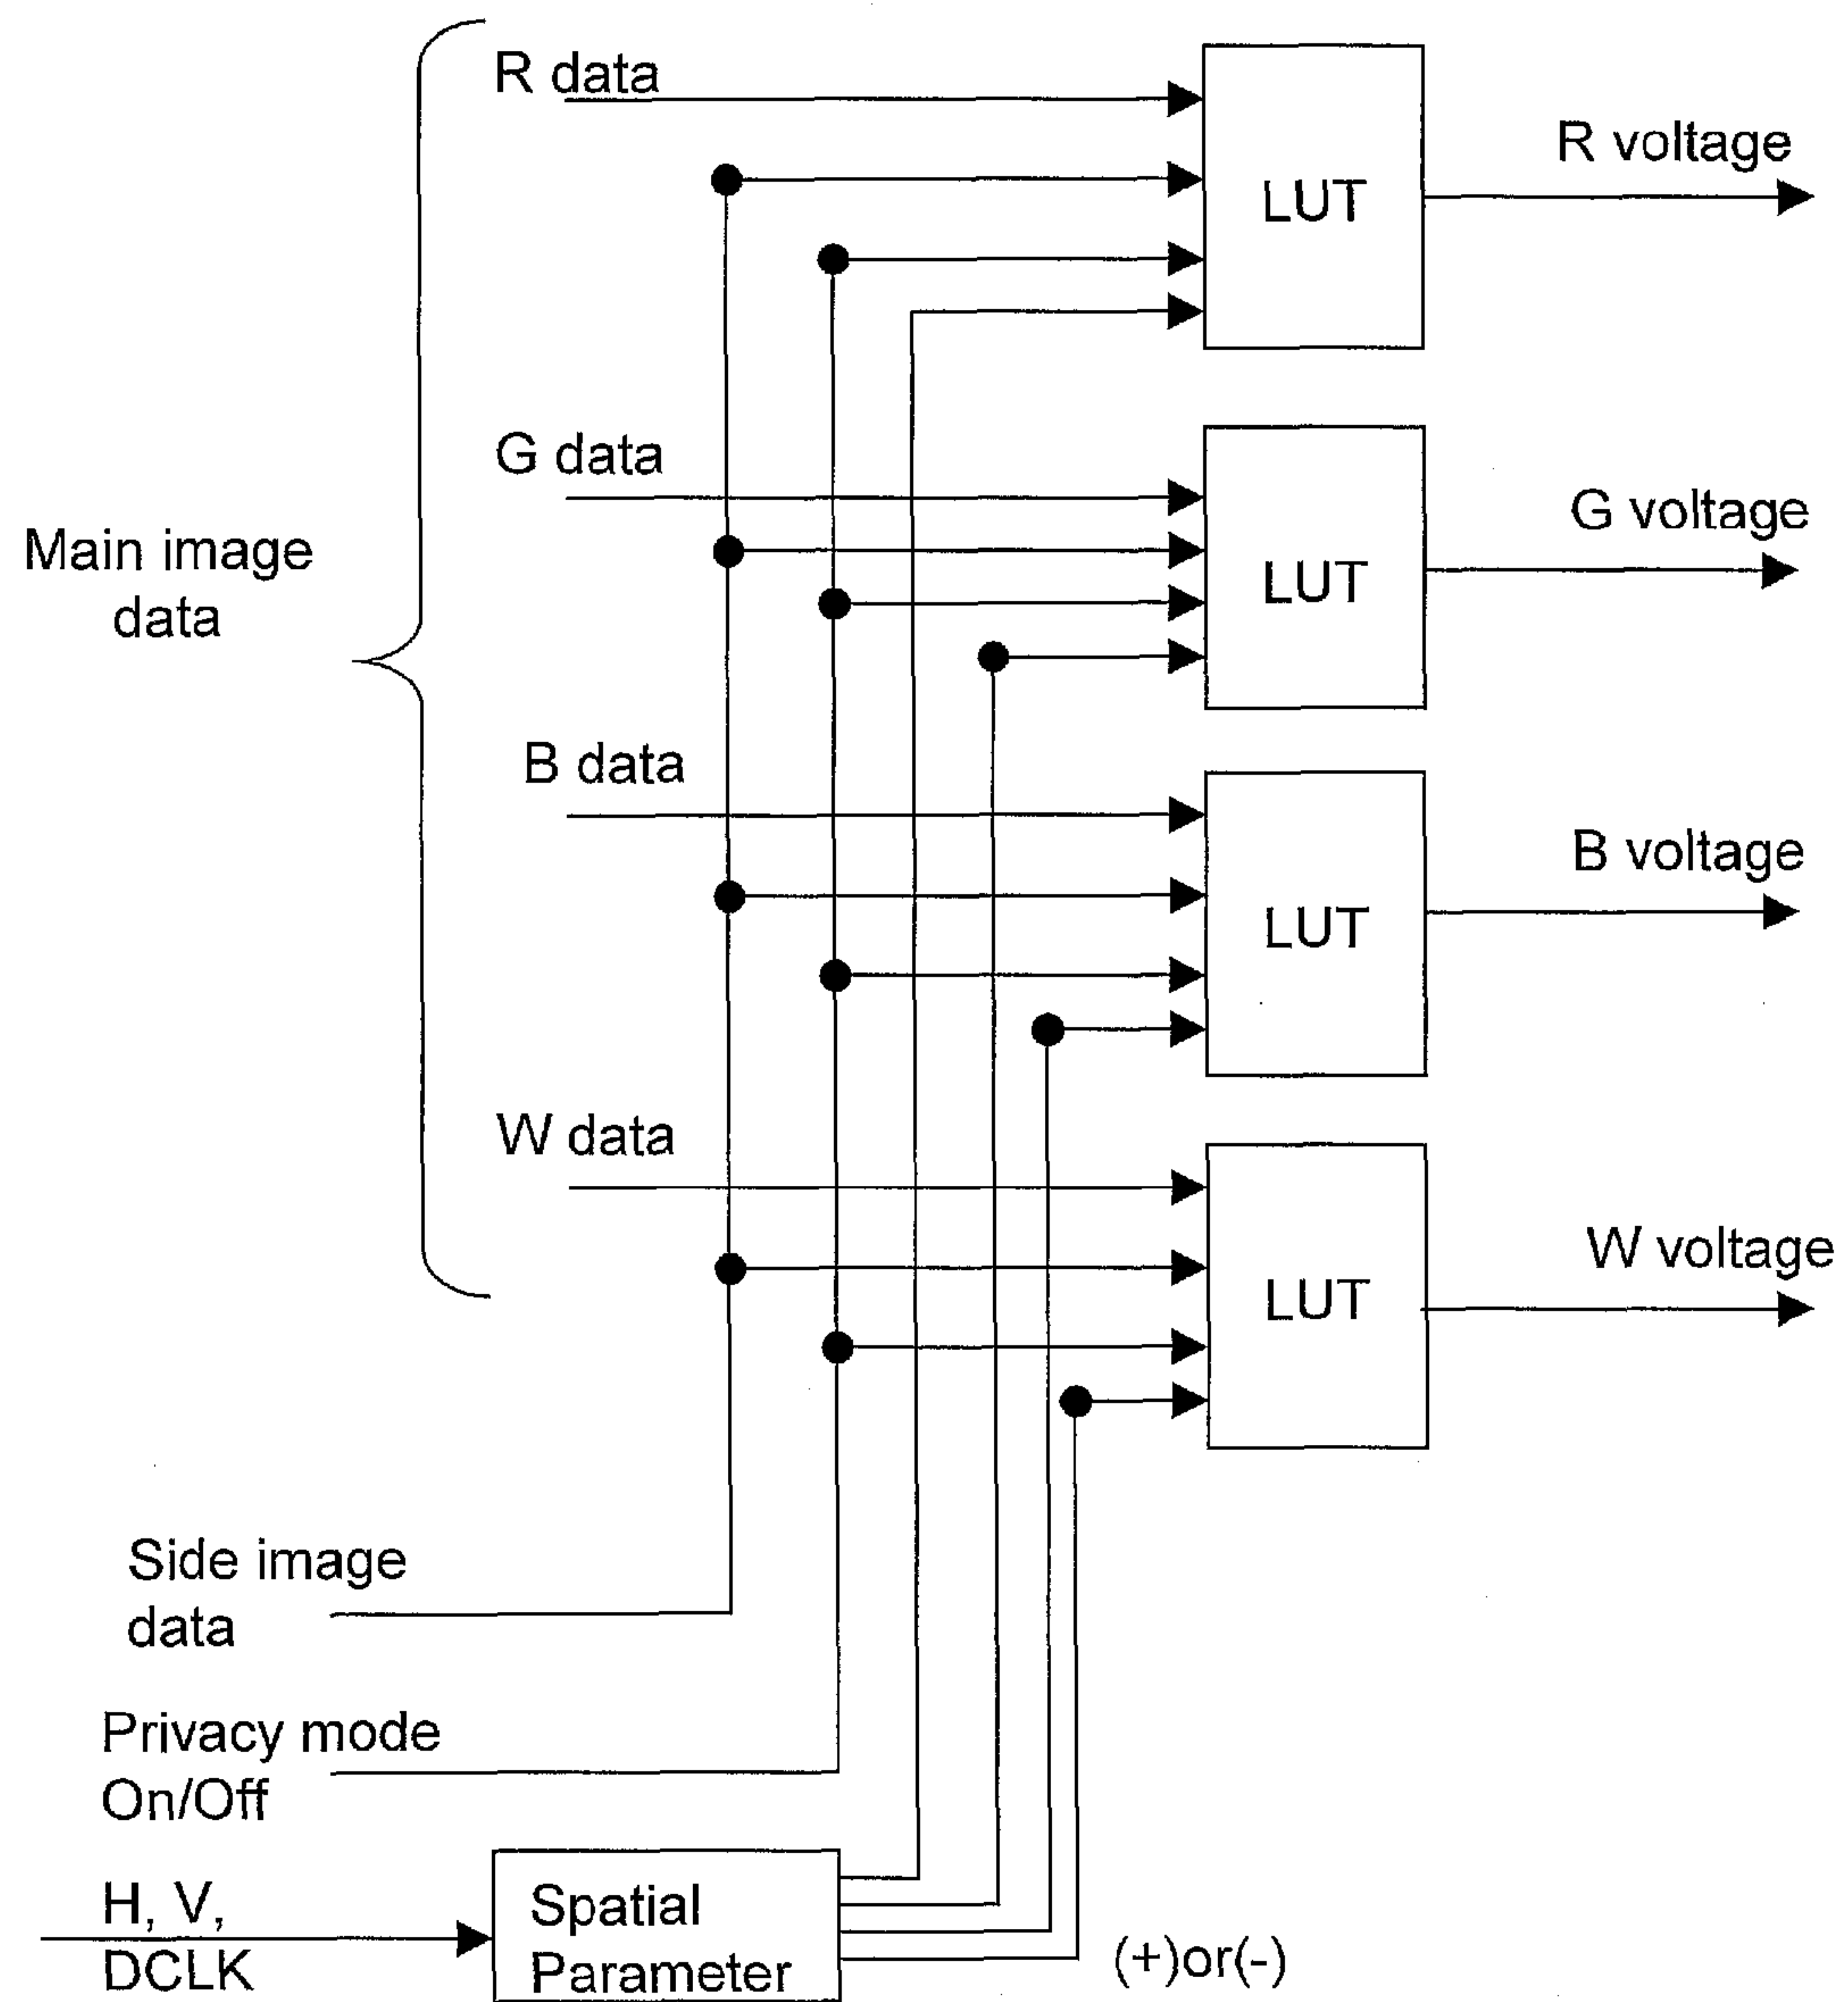 R data
LUT
R voltage
G data
LUT
G voltage
Main image
data
B data
LUT
B voltage
W data
LUT
W voltage
Side image
data
Privacy mode
On/Off
H, V,
DCLK
Spatial
Parameter
(+)or(-)